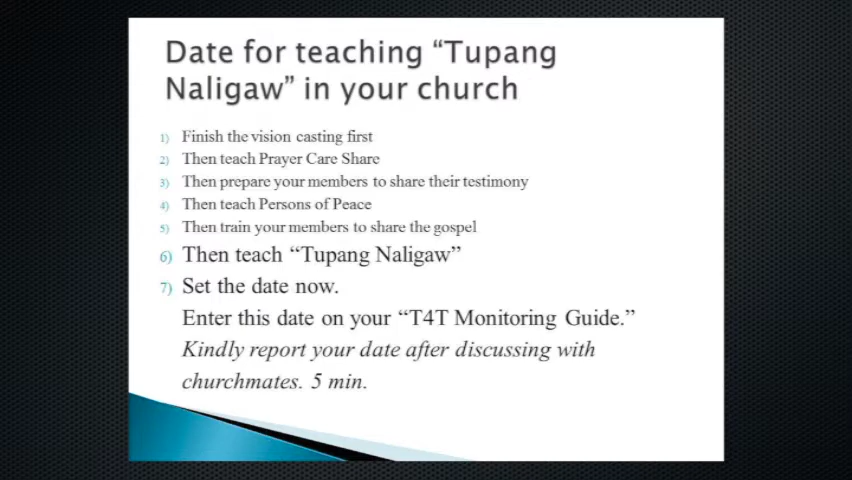 Date for teaching “Tupang
Naligaw” in your church
1) Finish the vision casting first
2) Then teach Prayer Care Share
3) Then prepare your members to share their testimony
4) Then teach Persons of Peace
5) Then train your members to share the gospel
6) Then teach “Tupang Naligaw”
7) Set the date now.
Enter this date on your “T4T Monitoring Guide.”
Kindly report your date after discussing with
churchmates. 5 min.